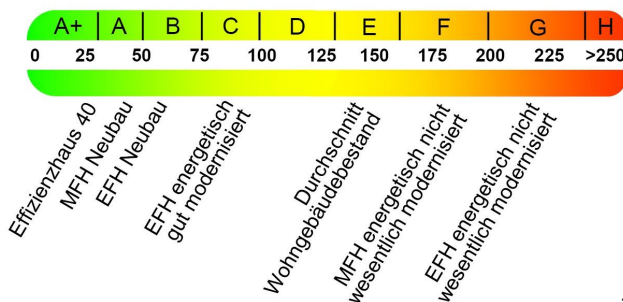 A+ A B C D E F G H
0 25 50 75 100 125 150 175 200 225 >250
Effizienzhaus 40
MFH Neubau
EFH Neubau
EFH energetisch
gut modernisiert
Durchschnitt
Wohngebäudebestand
MFH energetisch nicht
wesentlich modernisiert
EFH energetisch nicht
wesentlich modernisiert